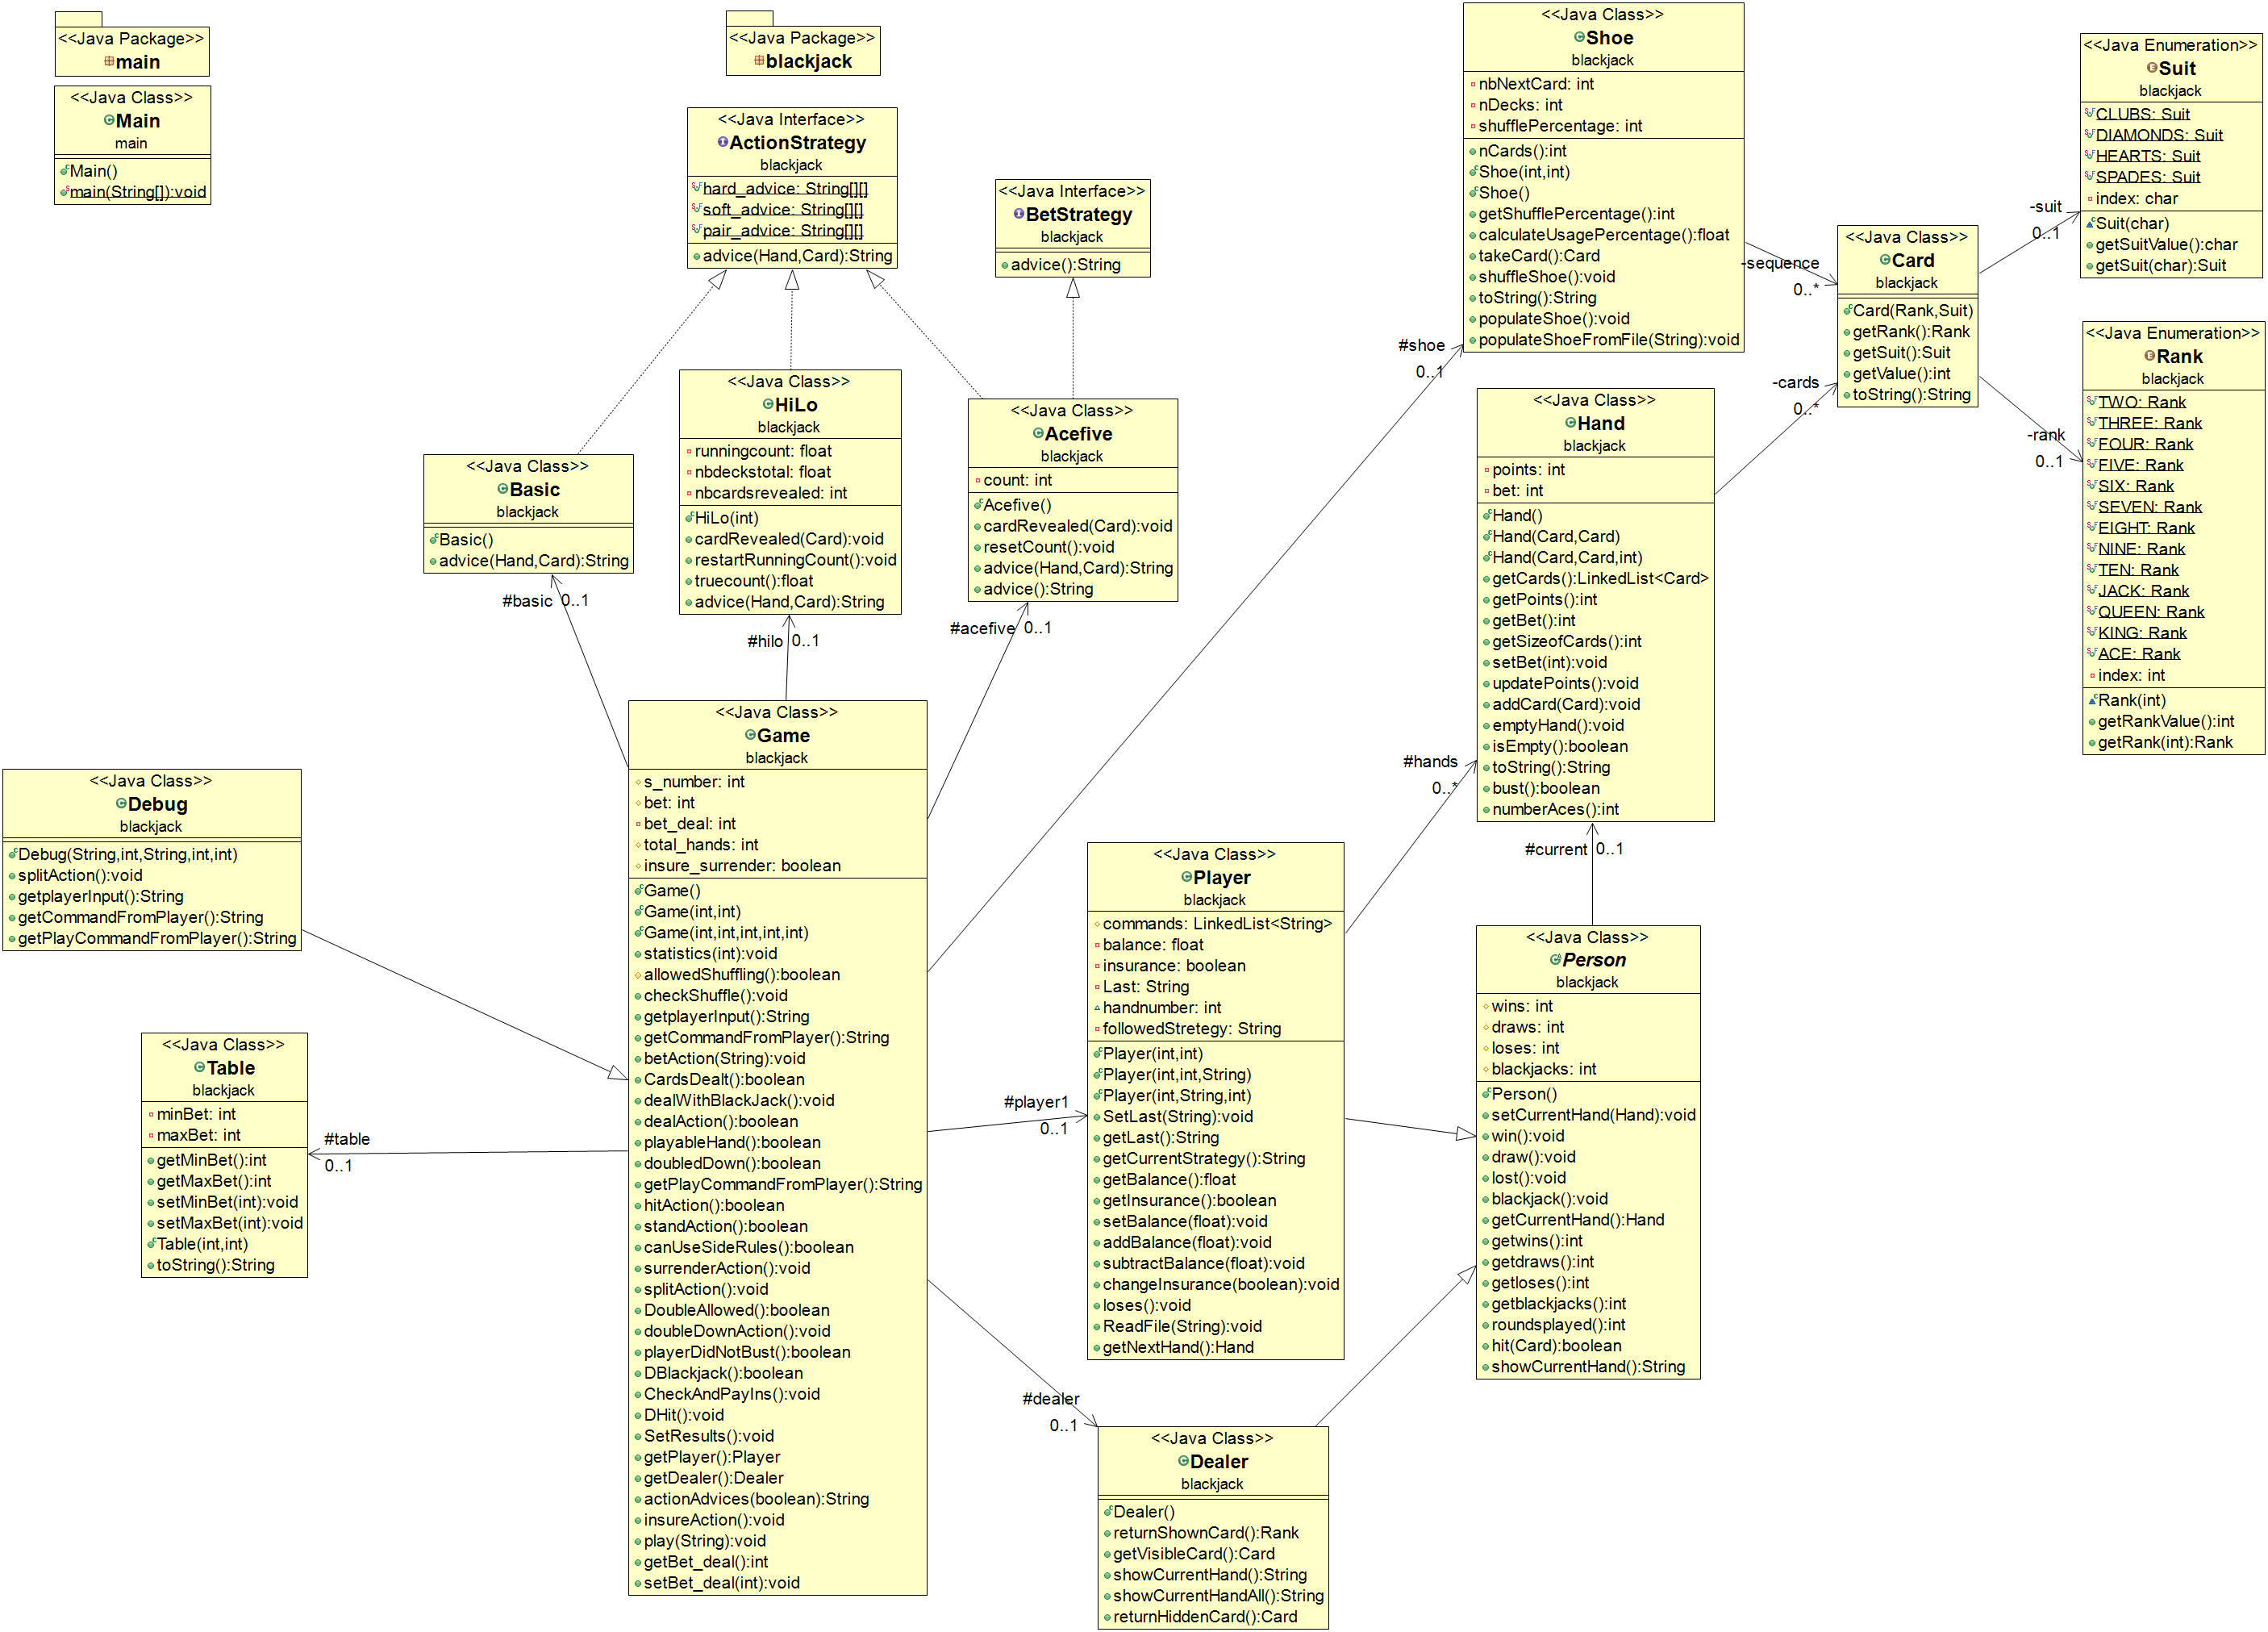 <<Java Package>>
main
<<Java Class>>
Main
main
Main()
main(String[]):void
<<Java Package>>
blackjack
<<Java Interface>>
ActionStrategy
blackjack
hard_advice: String[][]
soft_advice: String[][]
pair_advice: String[][]
advice(Hand,Card):String
<<Java Interface>>
BetStrategy
blackjack
advice():String
<<Java Class>>
Shoe
blackjack
nbNextCard: int
nDecks: int
shufflePercentage: int
nCards():int
Shoe(int,int)
Shoe()
getShufflePercentage():int
calculateUsagePercentage():float
takeCard():Card
shuffleShoe():void
toString():String
populateShoe():void
populateShoeFromFile(String):void
-sequence
0..*
<<Java Class>>
Card
blackjack
Card(Rank,Suit)
getRank():Rank
getSuit():Suit
getValue():int
toString():String
-suit
0..1
<<Java Enumeration>>
Suit
blackjack
CLUBS: Suit
DIAMONDS: Suit
HEARTS: Suit
SPADES: Suit
index: char
Suit(char)
getSuitValue():char
getSuit(char):Suit
-rank
0..1
<<Java Enumeration>>
Rank
blackjack
TWO: Rank
THREE: Rank
FOUR: Rank
FIVE: Rank
SIX: Rank
SEVEN: Rank
EIGHT: Rank
NINE: Rank
TEN: Rank
JACK: Rank
QUEEN: Rank
KING: Rank
ACE: Rank
index: int
Rank(int)
getRankValue():int
getRank(int):Rank
<<Java Class>>
Basic
blackjack
Basic()
advice(Hand,Card):String
#basic 0..1
<<Java Class>>
HiLo
blackjack
runningcount: float
nbdeckstotal: float
nbcardsrevealed: int
HiLo(int)
cardRevealed(Card):void
restartRunningCount():void
truecount():float
advice(Hand,Card):String
#hilo 0..1
<<Java Class>>
Acefive
blackjack
count: int
Acefive()
cardRevealed(Card):void
resetCount():void
advice(Hand,Card):String
advice():String
#acefive 0..1
#shoe
0..1
<<Java Class>>
Hand
blackjack
points: int
bet: int
Hand()
Hand(Card,Card)
Hand(Card,Card,int)
getCards():LinkedList<Card>
getPoints():int
getBet():int
getSizeofCards():int
setBet(int):void
updatePoints():void
addCard(Card):void
emptyHand():void
isEmpty():boolean
toString():String
bust():boolean
numberAces():int
-cards
0..*
#hands
0..*
#current 0..1
<<Java Class>>
Debug
blackjack
Debug(String,int,String,int,int)
splitAction():void
getplayerInput():String
getCommandFromPlayer():String
getPlayCommandFromPlayer():String
<<Java Class>>
Table
blackjack
minBet: int
maxBet: int
getMinBet():int
getMaxBet():int
setMinBet(int):void
setMaxBet(int):void
Table(int,int)
toString():String
#table
0..1
<<Java Class>>
Game
blackjack
s_number: int
bet: int
bet_deal: int
total_hands: int
insure_surrender: boolean
Game()
Game(int,int)
Game(int,int,int,int,int)
statistics(int):void
allowedShuffling():boolean
checkShuffle():void
getplayerInput():String
getCommandFromPlayer():String
betAction(String):void
CardsDealt():boolean
dealWithBlackJack():void
dealAction():boolean
playableHand():boolean
doubledDown():boolean
getPlayCommandFromPlayer():String
hitAction():boolean
standAction():boolean
canUseSideRules():boolean
surrenderAction():void
splitAction():void
DoubleAllowed():boolean
doubleDownAction():void
playerDidNotBust():boolean
DBlackjack():boolean
CheckAndPayIns():void
DHit():void
SetResults():void
getPlayer():Player
getDealer():Dealer
actionAdvices(boolean):String
insureAction():void
play(String):void
getBet_deal():int
setBet_deal(int):void
#player1
0..1
<<Java Class>>
Player
blackjack
commands: LinkedList<String>
balance: float
insurance: boolean
Last: String
handnumber: int
followedStretegy: String
Player(int,int)
Player(int,int,String)
Player(int,String,int)
SetLast(String):void
getLast():String
getCurrentStrategy():String
getBalance():float
getInsurance():boolean
setBalance(float):void
addBalance(float):void
subtractBalance(float):void
changeInsurance(boolean):void
loses():void
ReadFile(String):void
getNextHand():Hand
<<Java Class>>
Person
blackjack
wins: int
draws: int
loses: int
blackjacks: int
Person()
setCurrentHand(Hand):void
win():void
draw():void
lost():void
blackjack():void
getCurrentHand():Hand
getwins():int
getdraws():int
getloses():int
getblackjacks():int
roundsplayed():int
hit(Card):boolean
showCurrentHand():String
#dealer
0..1
<<Java Class>>
Dealer
blackjack
Dealer()
returnShownCard():Rank
getVisibleCard():Card
showCurrentHand():String
showCurrentHandAll():String
returnHiddenCard():Card